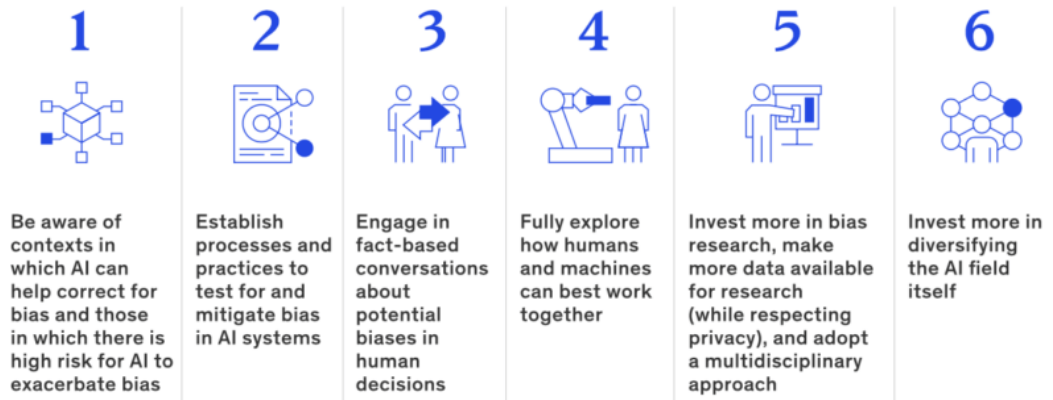 1
Be aware of
contexts in
which AI can
help correct for
bias and those
in which there is
high risk for AI to
exacerbate bias
2
Establish
processes and
practices to
test for and
mitigate bias
in AI systems
3
Engage in
fact-based
conversations
about
potential
biases in
human
decisions
4
Fully explore
how humans
and machines
can best work
together
5
Invest more in bias
research, make
more data available
for research
(while respecting
privacy), and adopt
a multidisciplinary
approach
6
Invest more in
diversifying
the AI field
itself